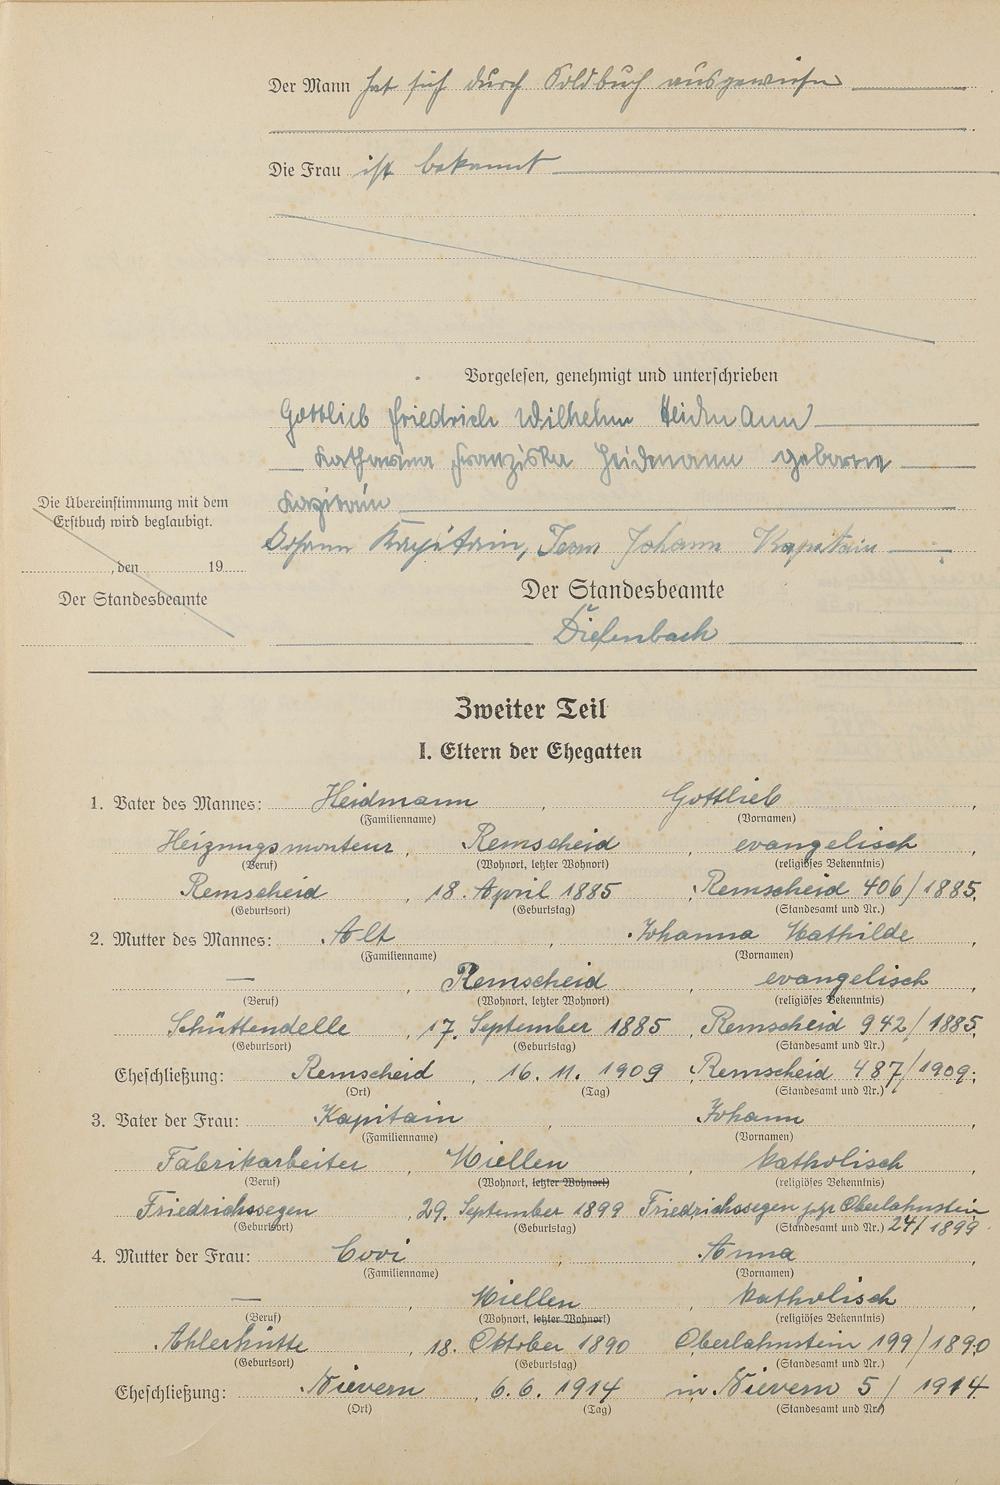 Der Mann hat sich durch Soldbuch ausgewiesen
Die Frau ist bekannt
Vorgelesen, genehmigt und unterschrieben
Gottlieb Friedrich Wilhelm Heidmann
Katharina Franziska Heidmann geborene
Kapitain
Die Übereinstimmung mit dem
Erstbuch wird beglaubigt.
Johann Kapitain, Johann Kapitain
, den 19
Der Standesbeamte
Der Standesbeamte
Diefenbach
Zweiter Teil
I. Eltern der Ehegatten
1. Vater des Mannes: Heidmann , Gottlieb ,
(Familienname) (Vornamen)
Heizungsmonteur , Remscheid , evangelisch ,
(Beruf) (Wohnort, letzter Wohnort) (religiöses Bekenntnis)
Remscheid , 18. April 1885 , Remscheid 406/1885,
(Geburtsort) (Geburtstag) (Standesamt und Nr.)
2. Mutter des Mannes: Alt , Johanna Mathilde ,
(Familienname) (Vornamen)
— , Remscheid , evangelisch ,
(Beruf) (Wohnort, letzter Wohnort) (religiöses Bekenntnis)
Schüttendelle , 17. September 1885 , Remscheid 942/1885,
(Geburtsort) (Geburtstag) (Standesamt und Nr.)
Eheschließung: Remscheid , 16. 11. 1909 , Remscheid 487/1909;
(Ort) (Tag) (Standesamt und Nr.)
3. Vater der Frau: Kapitain , Johann ,
(Familienname) (Vornamen)
Fabrikarbeiter , Miellen , katholisch ,
(Beruf) (Wohnort, letzter Wohnort) (religiöses Bekenntnis)
Friedrichssegen , 29. September 1899 Friedrichssegen jetzt Oberlahnstein
(Geburtsort) (Geburtstag) (Standesamt und Nr.) 24/1899
4. Mutter der Frau: , Anna ,
(Familienname) (Vornamen)
— , Miellen , katholisch ,
(Beruf) (Wohnort, letzter Wohnort) (religiöses Bekenntnis)
Ahlerhütte , 18. Oktober 1890 Oberlahnstein 199/1890
(Geburtsort) (Geburtstag) (Standesamt und Nr.)
Eheschließung: Nievern , 6. 6. 1914 in Nievern 5/1914
(Ort) (Tag) (Standesamt und Nr.)